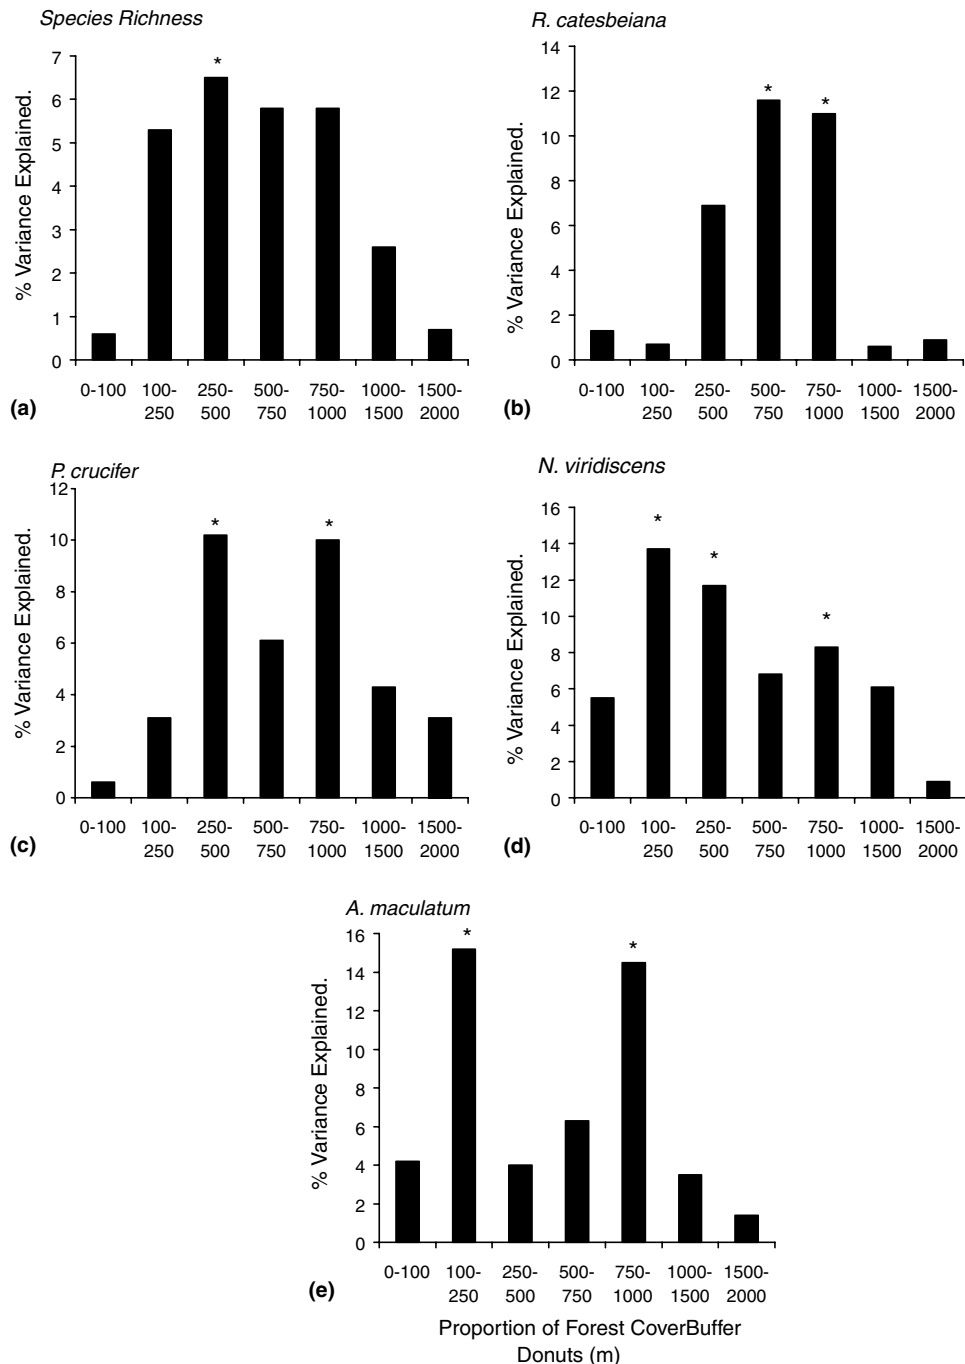 Species Richness
7
6
5
4
3
2
1
0
% Variance Explained.
*
0-100 100- 250- 500- 750- 1000- 1500-
250 500 750 1000 1500 2000
(a)
R. catesbeiana
14
12
10
8
6
4
2
0
% Variance Explained.
* *
0-100 100- 250- 500- 750- 1000- 1500-
250 500 750 1000 1500 2000
(b)
P. crucifer
12
10
8
6
4
2
0
% Variance Explained.
* *
0-100 100- 250- 500- 750- 1000- 1500-
250 500 750 1000 1500 2000
(c)
N. viridiscens
16
14
12
10
8
6
4
2
0
% Variance Explained.
* * *
0-100 100- 250- 500- 750- 1000- 1500-
250 500 750 1000 1500 2000
(d)
A. maculatum
16
14
12
10
8
6
4
2
0
% Variance Explained.
* *
0-100 100- 250- 500- 750- 1000- 1500-
250 500 750 1000 1500 2000
(e)
Proportion of Forest CoverBuffer
Donuts (m)